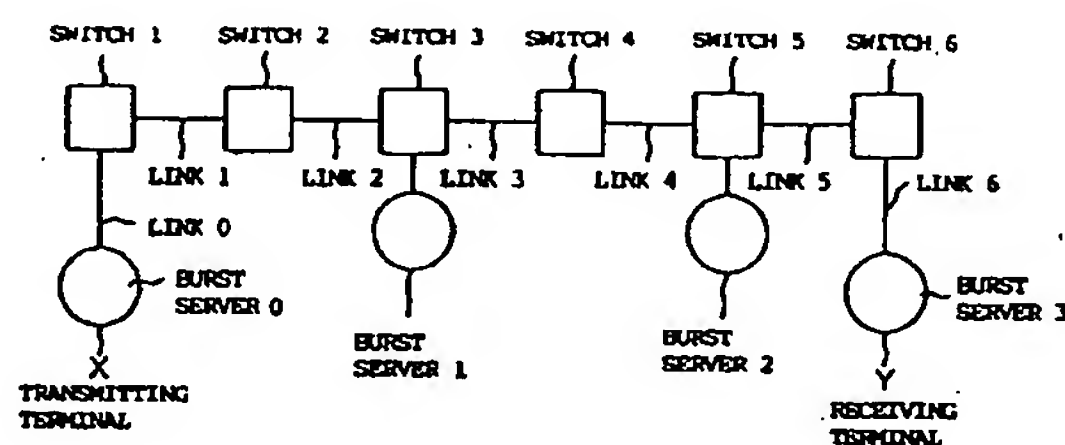 SWITCH 1 SWITCH 2 SWITCH 3 SWITCH 4 SWITCH 5 SWITCH 6
LINK 1 LINK 2 LINK 3 LINK 4 LINK 5 LINK 6
LINK 0
BURST
SERVER 0
BURST
SERVER 1
BURST
SERVER 2
BURST
SERVER 3
X
TRANSMITTING
TERMINAL
Y
RECEIVING
TERMINAL